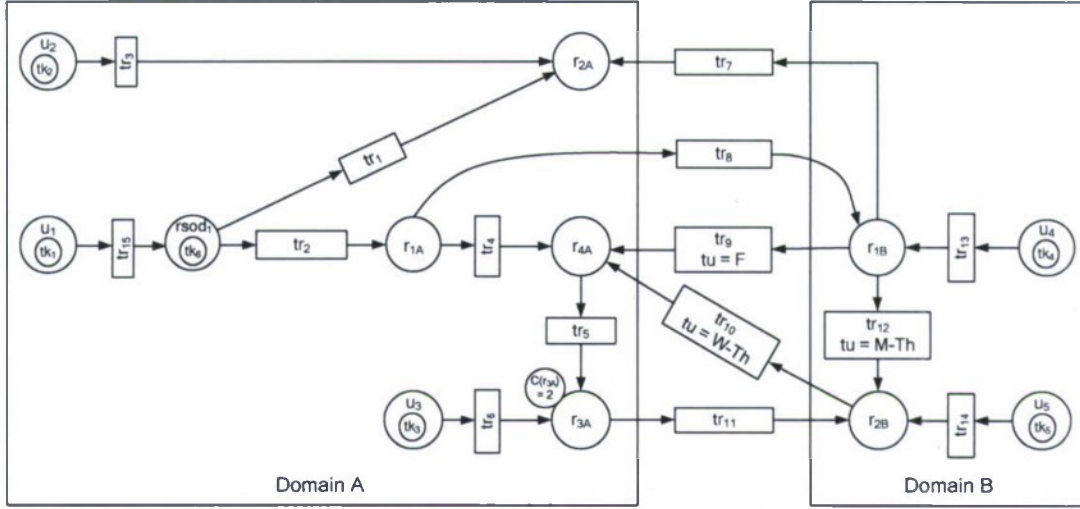 u₂
tk₂
tr₃
r₂A
tr₇
tr₁
tr₈
u₁
tk₁
tr₁₅
rsod₁
tk₆
tr₂
r₁A
tr₄
r₄A
tr₉
tu = F
r₁B
tr₁₃
u₄
tk₄
tr₁₀
tu = W-Th
tr₅
tr₁₂
tu = M-Th
C(r₃A)
= 2
u₃
tk₃
tr₆
r₃A
tr₁₁
r₂B
tr₁₄
u₅
tk₅
Domain A
Domain B